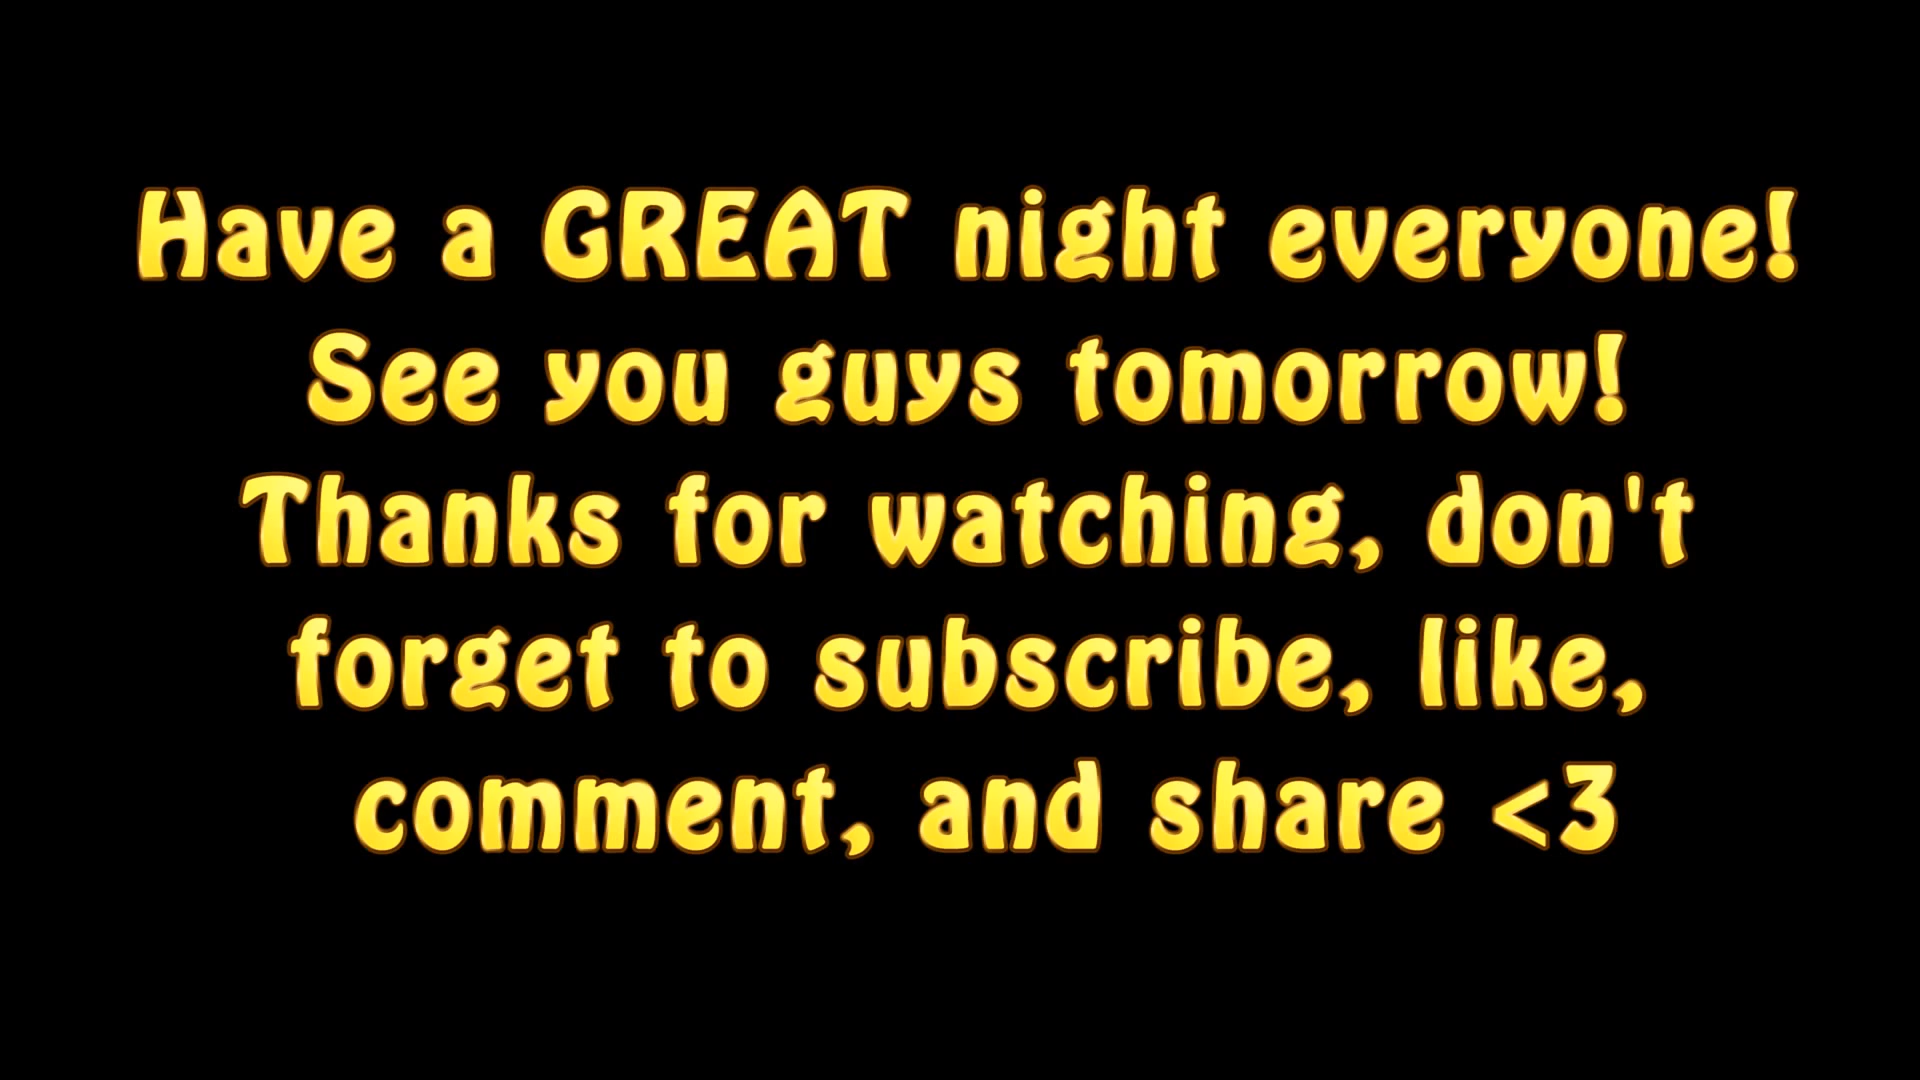 Have a GREAT night everyone!
See you guys tomorrow!
Thanks for watching, don't
forget to subscribe, like,
comment, and share <3